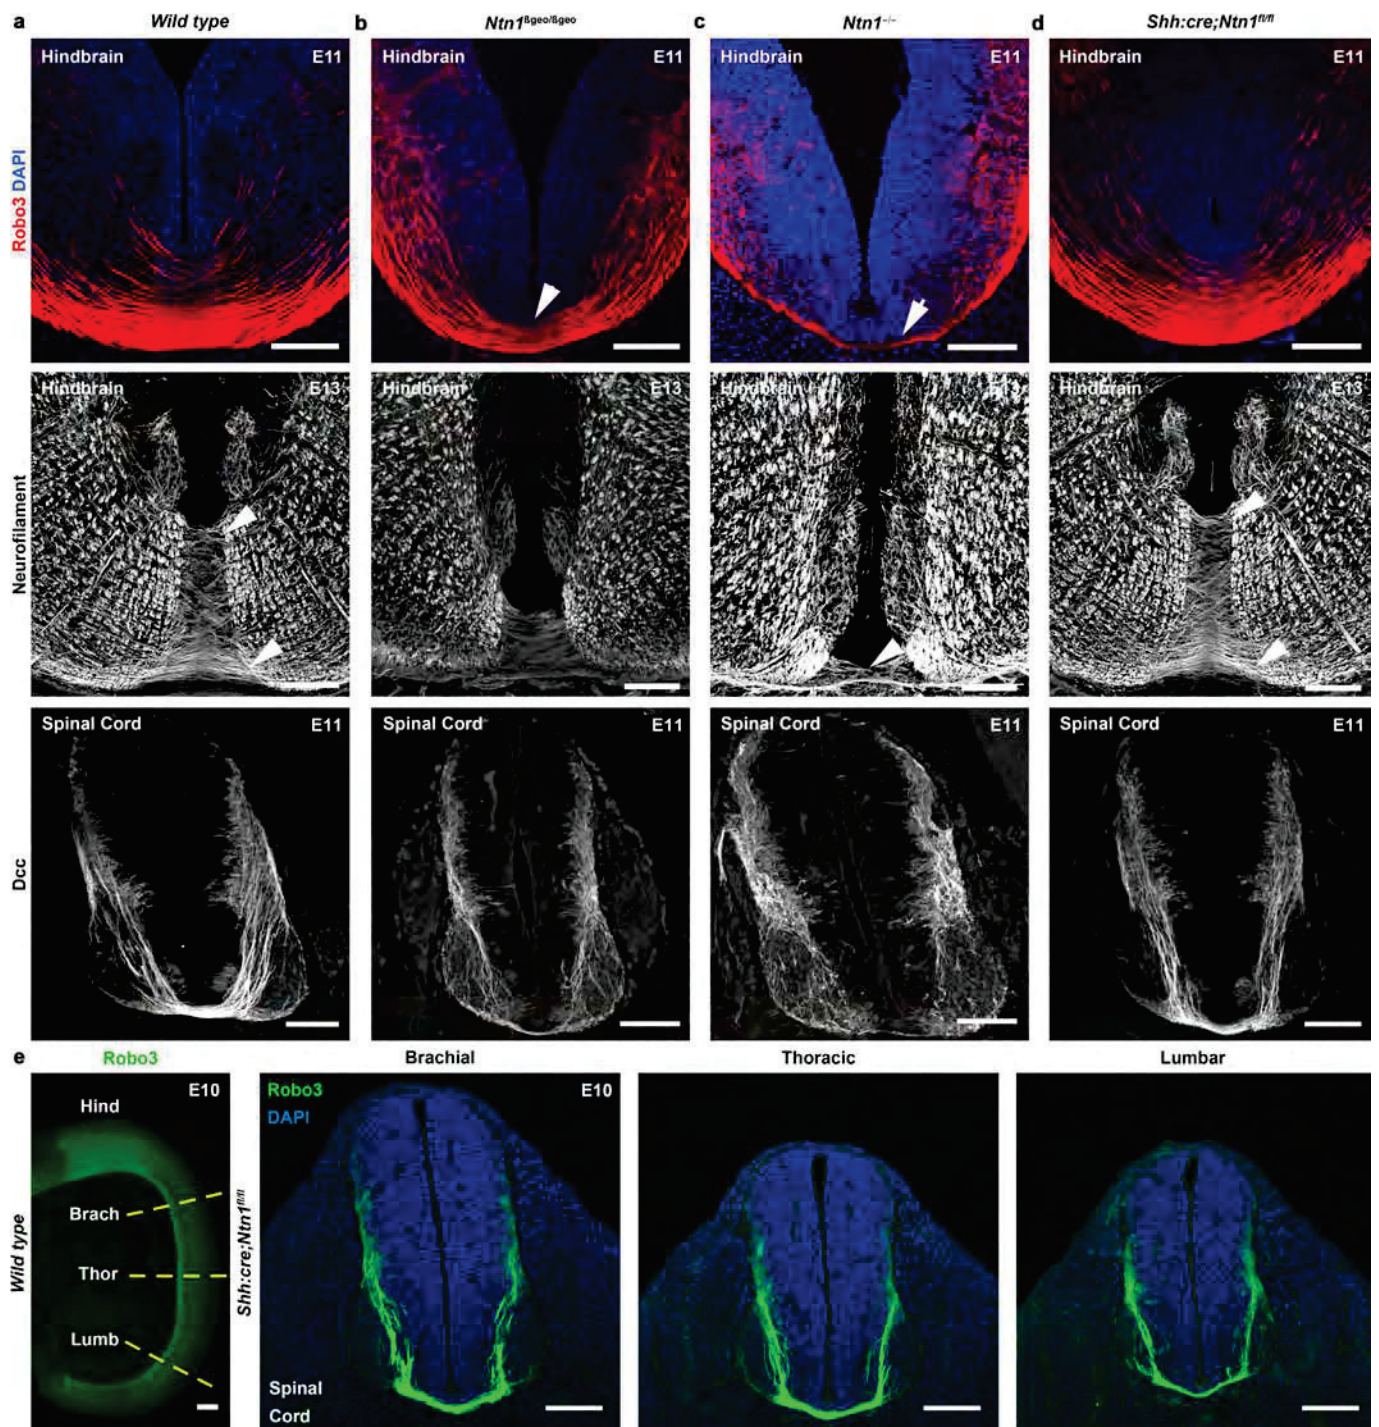 a Wild type b Ntn1ßgeo/ßgeo c Ntn1−/− d Shh:cre;Ntn1fl/fl
Robo3 DAPI
Hindbrain E11 Hindbrain E11 Hindbrain E11 Hindbrain E11
Neurofilament
Hindbrain E13 Hindbrain Hindbrain E13 Hindbrain E13
Dcc
Spinal Cord E11 Spinal Cord E11 Spinal Cord E11 Spinal Cord E11
e Robo3 Brachial Thoracic Lumbar
Wild type
E10
Hind
Brach
Thor
Lumb
Shh:cre;Ntn1fl/fl
Robo3 E10
DAPI
Spinal
Cord